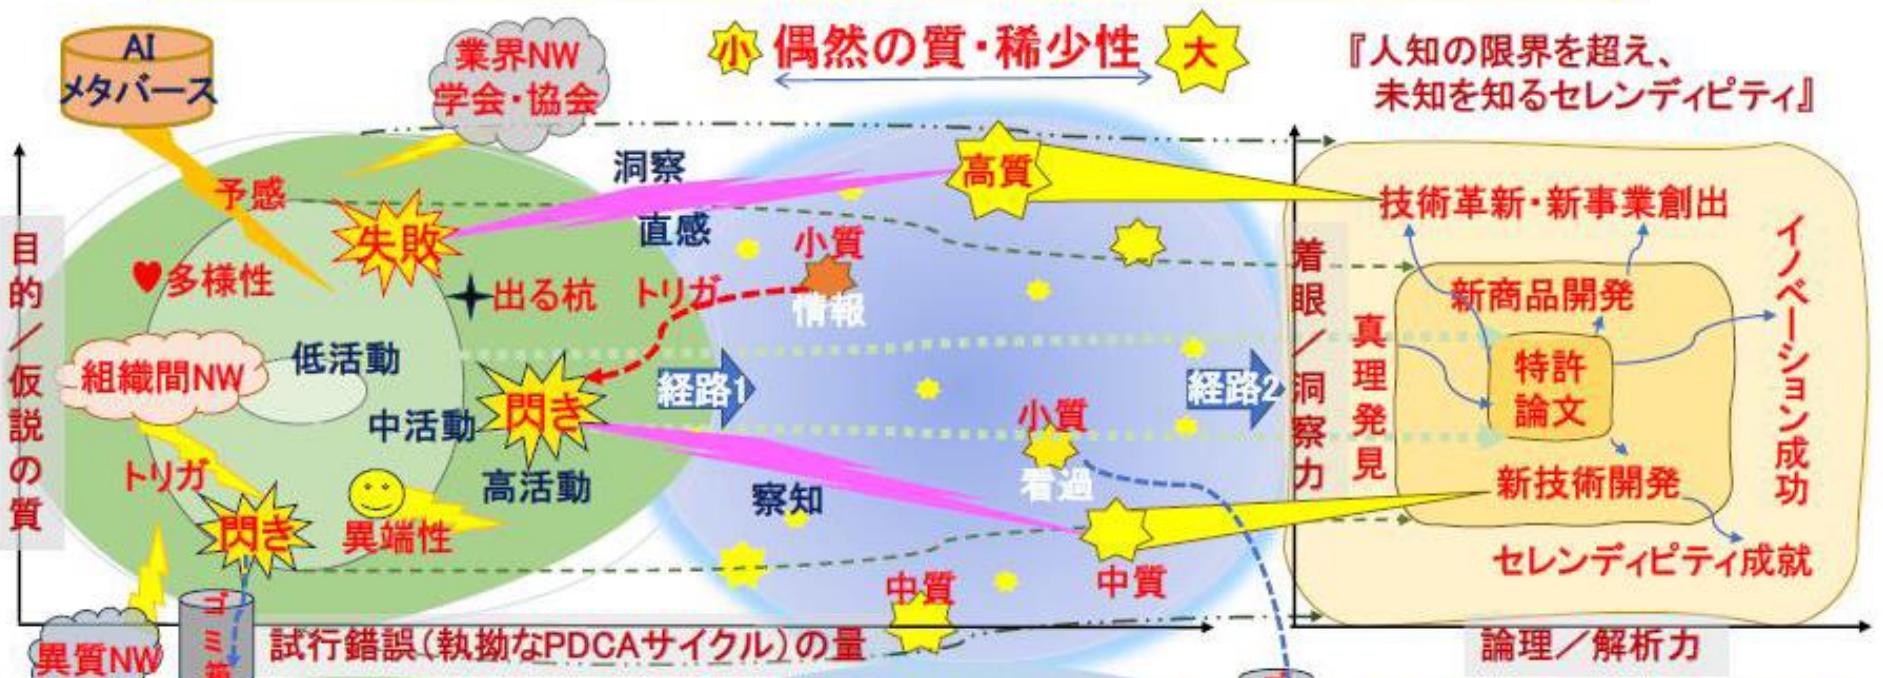 AI
メタバース
業界NW
学会・協会
小
偶然の質・稀少性
大
『人知の限界を超え、
未知を知るセレンディピティ』
目的/仮説の質
予感
失敗
洞察
直感
高質
多様性
出る杭
トリガ
小質
情報
組織間NW
低活動
中活動
高活動
閃き
経路1
経路2
小質
看過
トリガ
閃き
異端性
察知
中質
中質
異質NW
ゴミ箱
試行錯誤(執拗なPDCAサイクル)の量
着眼/洞察力
真理発見
技術革新・新事業創出
新商品開発
特許
論文
新技術開発
イノベーション成功
セレンディピティ成就
論理/解析力